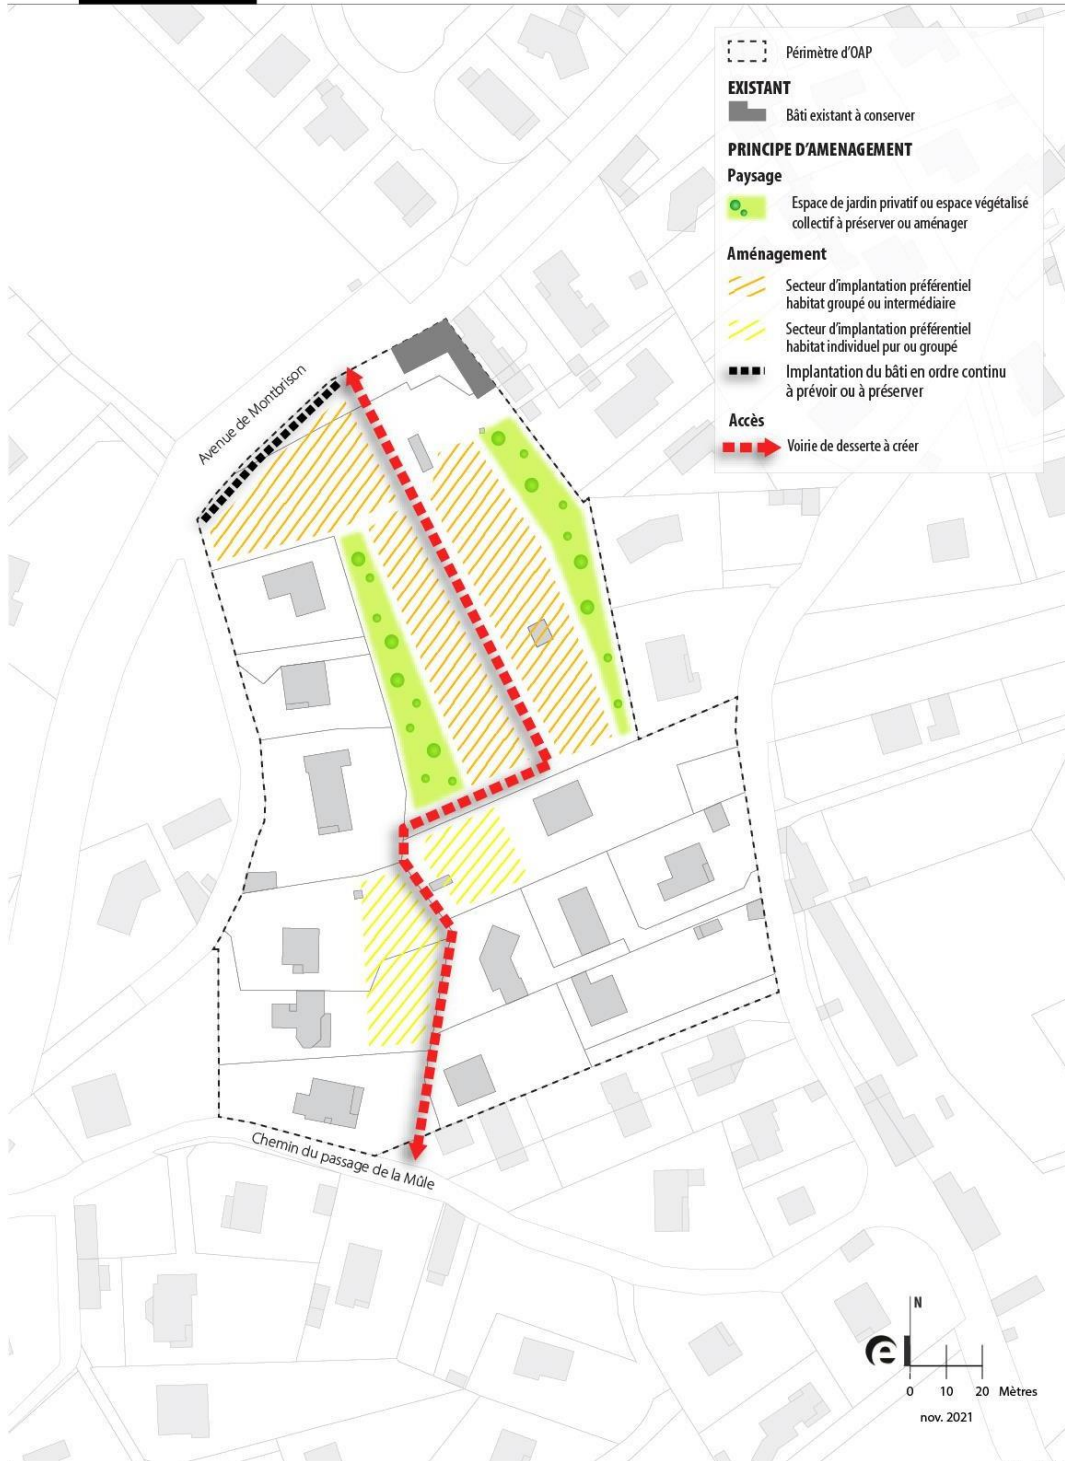 Périmètre d'OAP
EXISTANT
Bâti existant à conserver
PRINCIPE D'AMENAGEMENT
Paysage
Espace de jardin privatif ou espace végétalisé
collectif à préserver ou aménager
Aménagement
Secteur d'implantation préférentiel
habitat groupé ou intermédiaire
Secteur d'implantation préférentiel
habitat individuel pur ou groupé
Implantation du bâti en ordre continu
à prévoir ou à préserver
Accès
Voirie de desserte à créer
Avenue de Montbrison
Chemin du passage de la Mûle
N
e
0 10 20 Mètres
nov. 2021